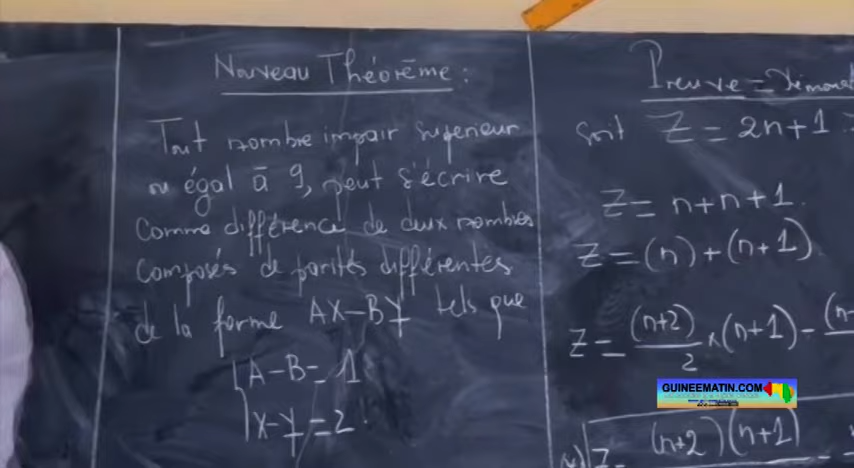 Nouveau Théorème :
Tout nombre impair superieur
ou égal à 9, peut s'écrire
comme différence de deux nombres
composés de parités différentes
de la forme AX-BY tels que
A-B=1
X-Y=2.
Preuve=Démonst
Soit Z=2n+1
Z=n+n+1.
Z=(n)+(n+1)
Z=(n+2)/2×(n+1)-
Z= (n+2)(n+1)
GUINEEMATIN.COM